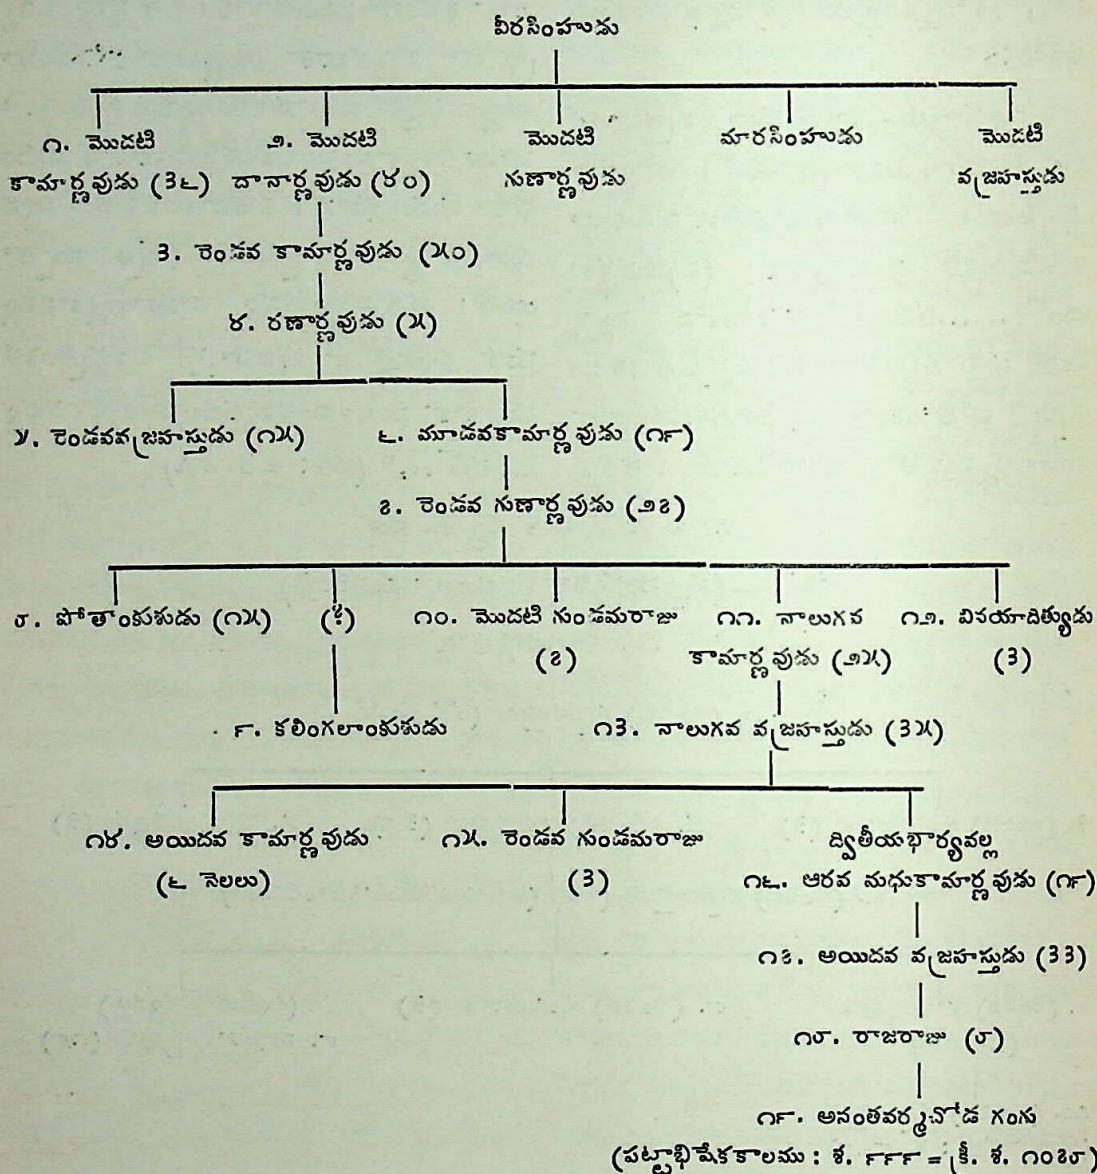 వీరసింహుడు
౧. మొదటి ౨. మొదటి మొదటి మారసింహుడు మొదటి
కామార్ణవుడు (౩౬) దానార్ణవుడు (౪౦) గుణార్ణవుడు వజ్రహస్తుడు
౩. రెండవ కామార్ణవుడు (౫౦)
౪. రణార్ణవుడు (౫)
౫. రెండవవజ్రహస్తుడు (౧౫) ౬. మూడవకామార్ణవుడు (౧౯)
౭. రెండవ గుణార్ణవుడు (౨౭)
౮. పోతాంకుశుడు (౧౫) (?) ౧౦. మొదటి గుండమరాజు ౧౧. నాలుగవ ౧౨. వినయాదిత్యుడు
(౭) కామార్ణవుడు (౨౫) (౩)
౯. కలింగలాంకుశుడు ౧౩. నాలుగవ వజ్రహస్తుడు (౩౫)
౧౪. అయిదవ కామార్ణవుడు ౧౫. రెండవ గుండమరాజు ద్వితీయభార్యవల్ల
(౬ నెలలు) (౩) ౧౬. ఆరవ మధుకామార్ణవుడు (౧౯)
౧౭. అయిదవ వజ్రహస్తుడు (౩౩)
౧౮. రాజరాజు (౮)
౧౯. అనంతవర్మచోడ గంగు
(పట్టాభిషేకకాలము : శ. ౯౯౯ = క్రీ. శ. ౧౦౭౮)